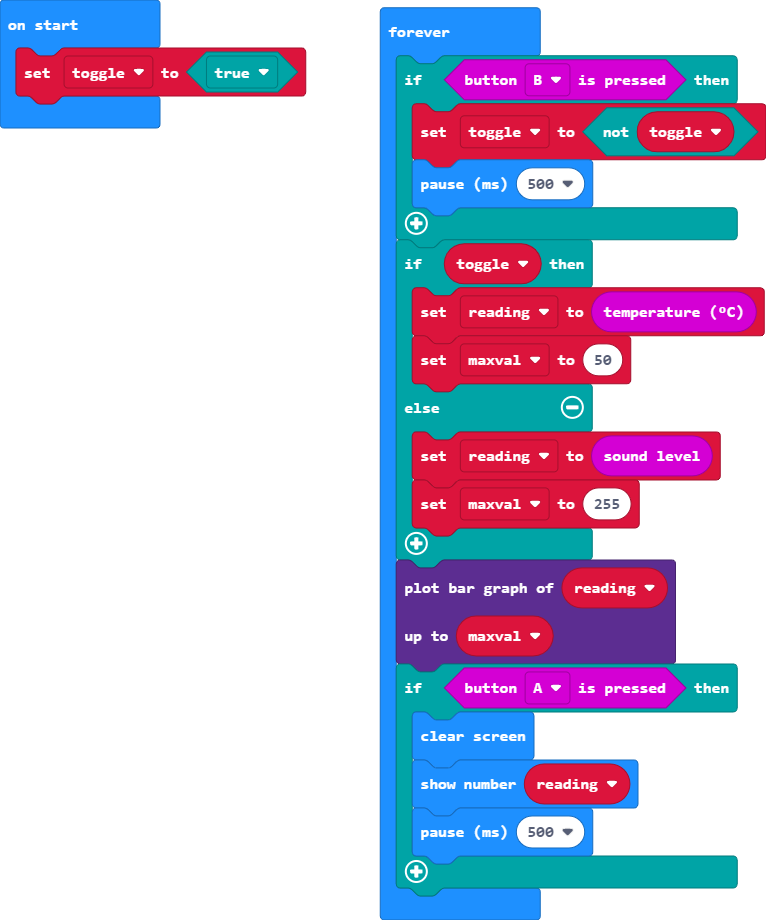 on start
set toggle to true
forever
if button B is pressed then
set toggle to not toggle
pause (ms) 500
if toggle then
set reading to temperature (ºC)
set maxval to 50
else
set reading to sound level
set maxval to 255
plot bar graph of reading
up to maxval
if button A is pressed then
clear screen
show number reading
pause (ms) 500